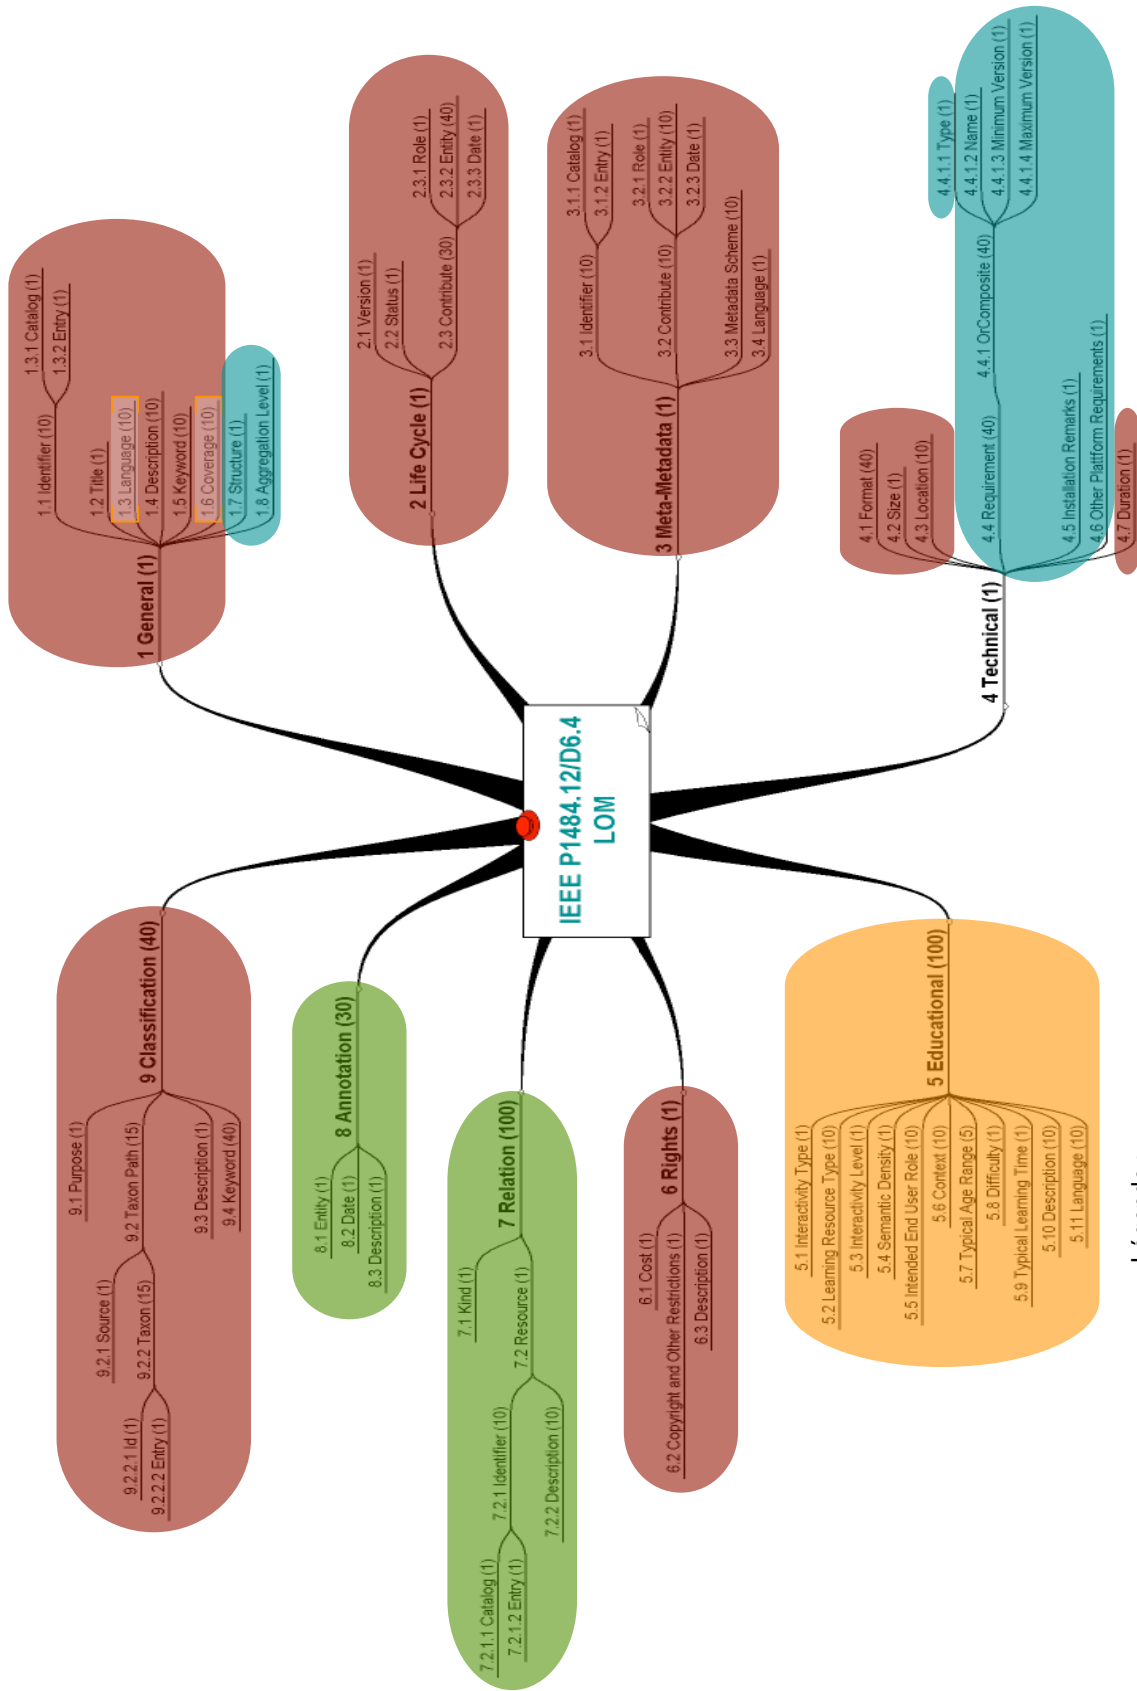 IEEE P1484.12/D6.4
LOM
1 General (1)
1.1 Identifier (10)
1.3.1 Catalog (1)
1.3.2 Entry (1)
1.2 Title (1)
1.3 Language (10)
1.4 Description (10)
1.5 Keyword (10)
1.6 Coverage (10)
1.7 Structure (1)
1.8 Aggregation Level (1)
2 Life Cycle (1)
2.1 Version (1)
2.2 Status (1)
2.3 Contribute (30)
2.3.1 Role (1)
2.3.2 Entity (40)
2.3.3 Date (1)
3 Meta-Metadata (1)
3.1 Identifier (10)
3.1.1 Catalog (1)
3.1.2 Entry (1)
3.2 Contribute (10)
3.2.1 Role (1)
3.2.2 Entity (10)
3.2.3 Date (1)
3.3 Metadata Scheme (10)
3.4 Language (1)
4 Technical (1)
4.1 Format (40)
4.2 Size (1)
4.3 Location (10)
4.4 Requirement (40)
4.4.1 OrComposite (40)
4.4.1.1 Type (1)
4.4.1.2 Name (1)
4.4.1.3 Minimum Version (1)
4.4.1.4 Maximum Version (1)
4.5 Installation Remarks (1)
4.6 Other Plattform Requirements (1)
4.7 Duration (1)
5 Educational (100)
5.1 Interactivity Type (1)
5.2 Learning Resource Type (10)
5.3 Interactivity Level (1)
5.4 Semantic Density (1)
5.5 Intended End User Role (10)
5.6 Context (10)
5.7 Typical Age Range (5)
5.8 Difficulty (1)
5.9 Typical Learning Time (1)
5.10 Description (10)
5.11 Language (10)
6 Rights (1)
6.1 Cost (1)
6.2 Copyright and Other Restrictions (1)
6.3 Description (1)
7 Relation (100)
7.1 Kind (1)
7.2 Resource (1)
7.2.1 Identifier (10)
7.2.1.1 Catalog (1)
7.2.1.2 Entry (1)
7.2.2 Description (10)
8 Annotation (30)
8.1 Entity (1)
8.2 Date (1)
8.3 Description (1)
9 Classification (40)
9.1 Purpose (1)
9.2 Taxon Path (15)
9.2.1 Source (1)
9.2.2 Taxon (15)
9.2.2.1 Id (1)
9.2.2.2 Entry (1)
9.3 Description (1)
9.4 Keyword (40)